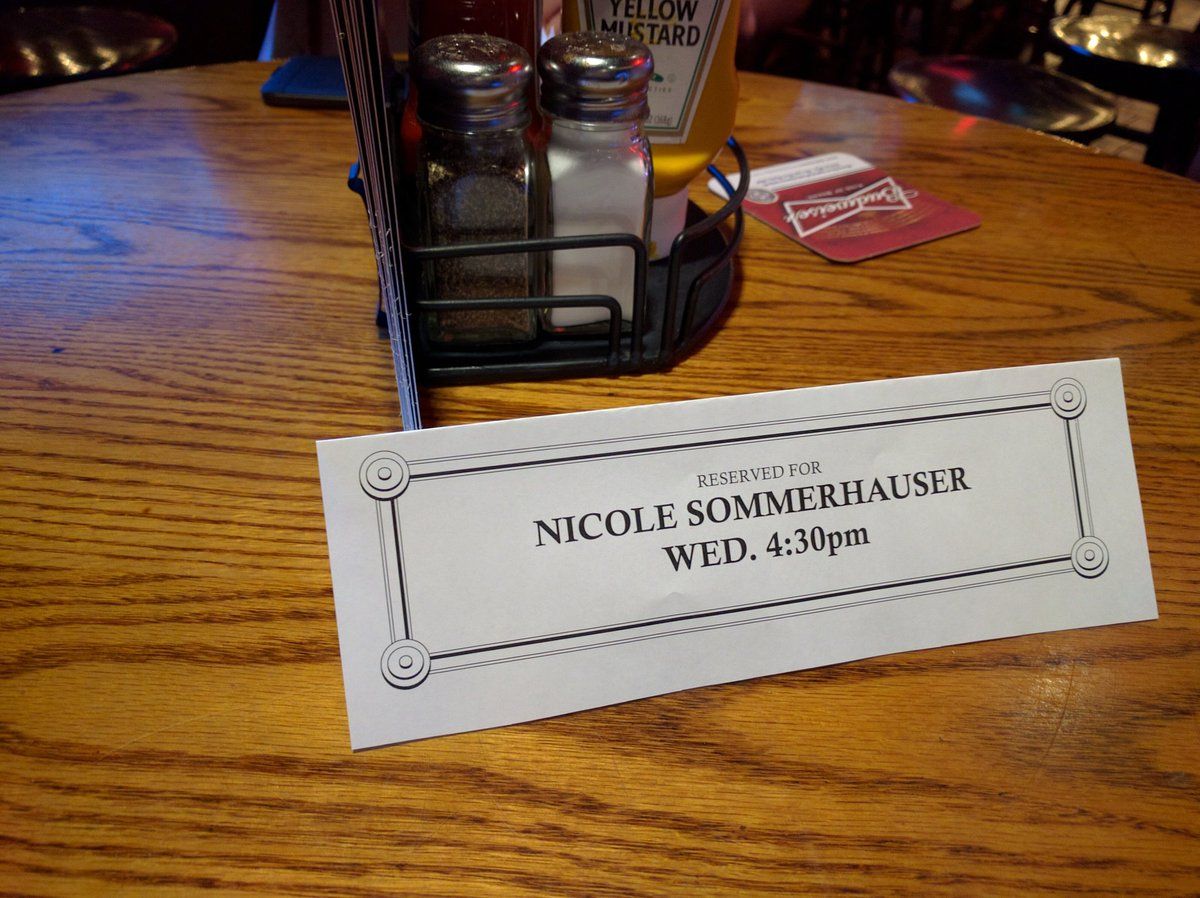 YELLOW
MUSTARD
Budweiser
RESERVED FOR
NICOLE SOMMERHAUSER
WED. 4:30pm